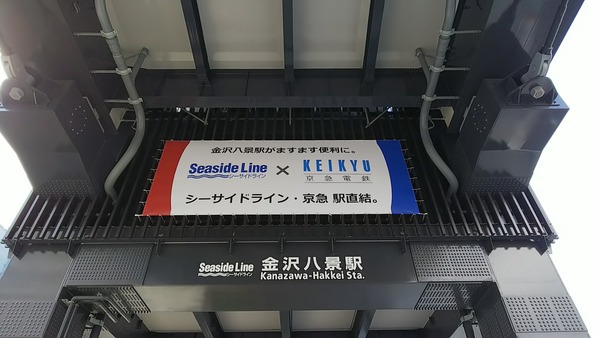 金沢八景駅がますます便利に。
Seaside Line × KEIKYU
シーサイドライン 京急電鉄
シーサイドライン・京急 駅直結。
Seaside Line 金沢八景駅
シーサイドライン Kanazawa-Hakkei Sta.